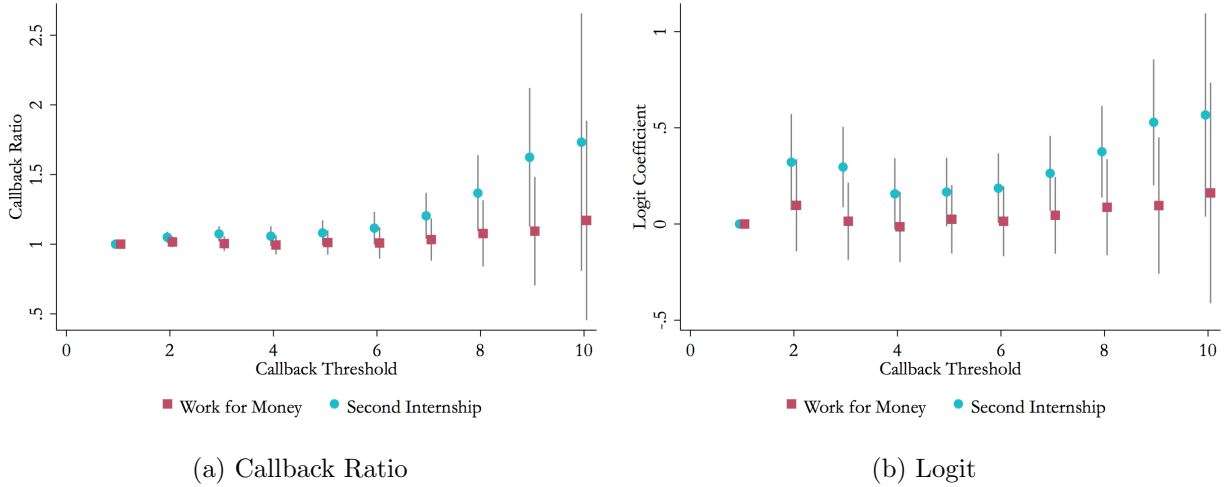 2.5
2
1.5
1
.5
Callback Ratio
0 2 4 6 8 10
Callback Threshold
Work for Money Second Internship
(a) Callback Ratio
1
.5
0
-.5
Logit Coefficient
0 2 4 6 8 10
Callback Threshold
Work for Money Second Internship
(b) Logit